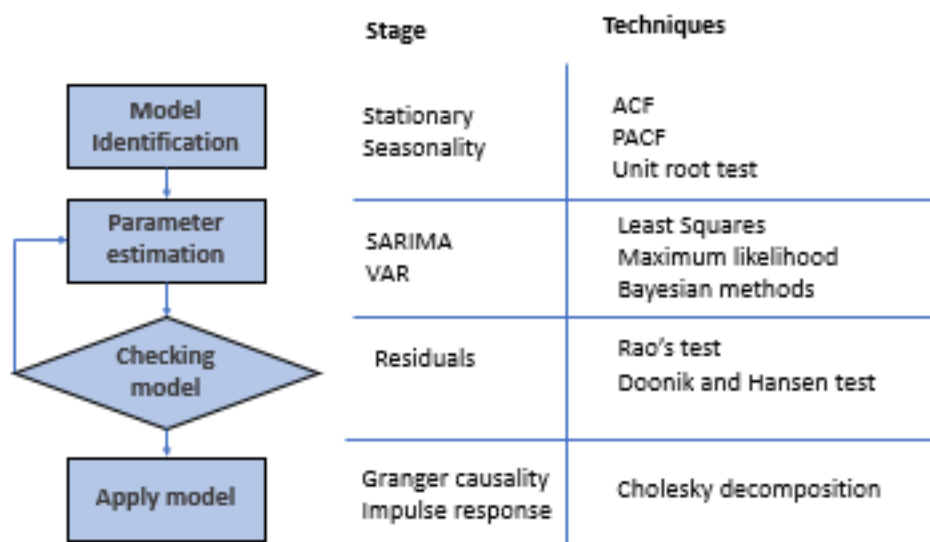 Stage
Techniques
Model
Identification
Stationary
Seasonality
ACF
PACF
Unit root test
Parameter
estimation
SARIMA
VAR
Least Squares
Maximum likelihood
Bayesian methods
Checking
model
Residuals
Rao's test
Doonik and Hansen test
Apply model
Granger causality
Impulse response
Cholesky decomposition